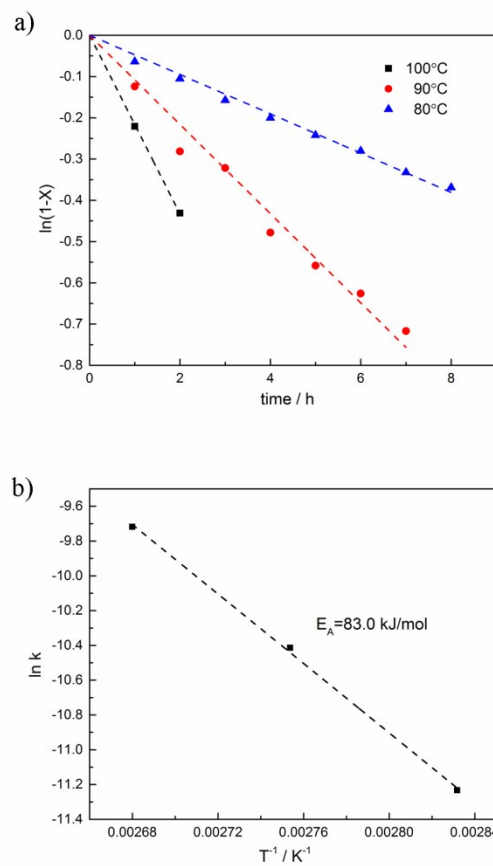 a)
0.0
-0.1
-0.2
-0.3
-0.4
-0.5
-0.6
-0.7
-0.8
ln(1-X)
100°C
90°C
80°C
0 2 4 6 8
time / h
b)
-9.6
-9.8
-10.0
-10.2
-10.4
-10.6
-10.8
-11.0
-11.2
-11.4
ln k
E_A=83.0 kJ/mol
0.00268 0.00272 0.00276 0.00280 0.00284
T⁻¹ / K⁻¹